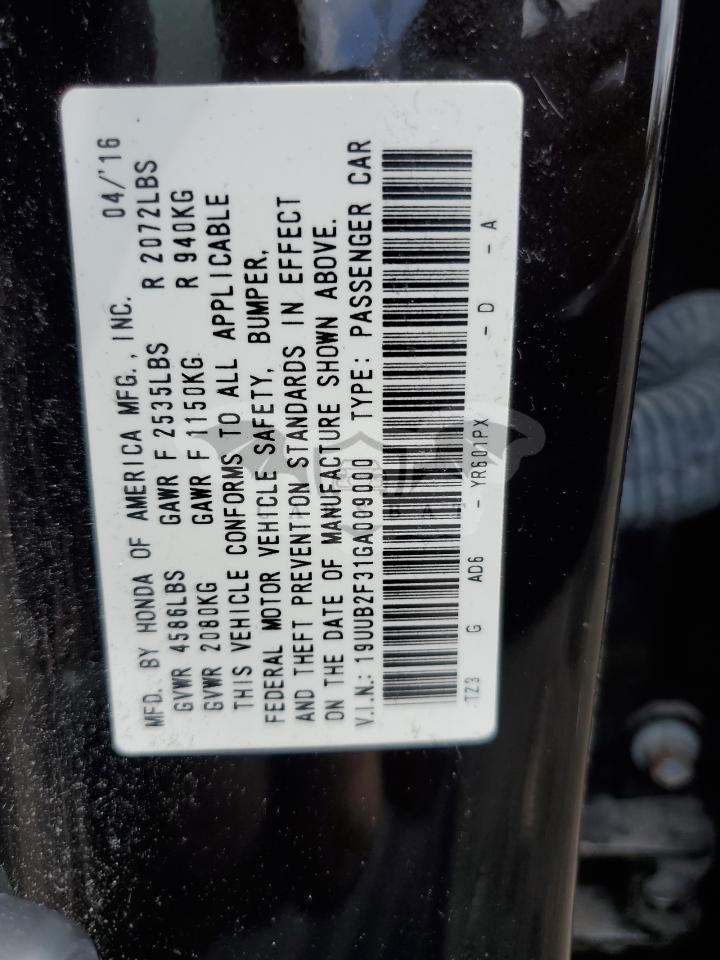 MFD. BY HONDA OF AMERICA MFG., INC. 04/'16
GVWR 4586LBS GAWR F 2535LBS R 2072LBS
GVWR 2080KG GAWR F 1150KG R 940KG
THIS VEHICLE CONFORMS TO ALL APPLICABLE
FEDERAL MOTOR VEHICLE SAFETY, BUMPER,
AND THEFT PREVENTION STANDARDS IN EFFECT
ON THE DATE OF MANUFACTURE SHOWN ABOVE.
V.I.N.: 19UUB2F31GA009000 TYPE: PASSENGER CAR
TZ3 G AD6 - YR601PX - D - A